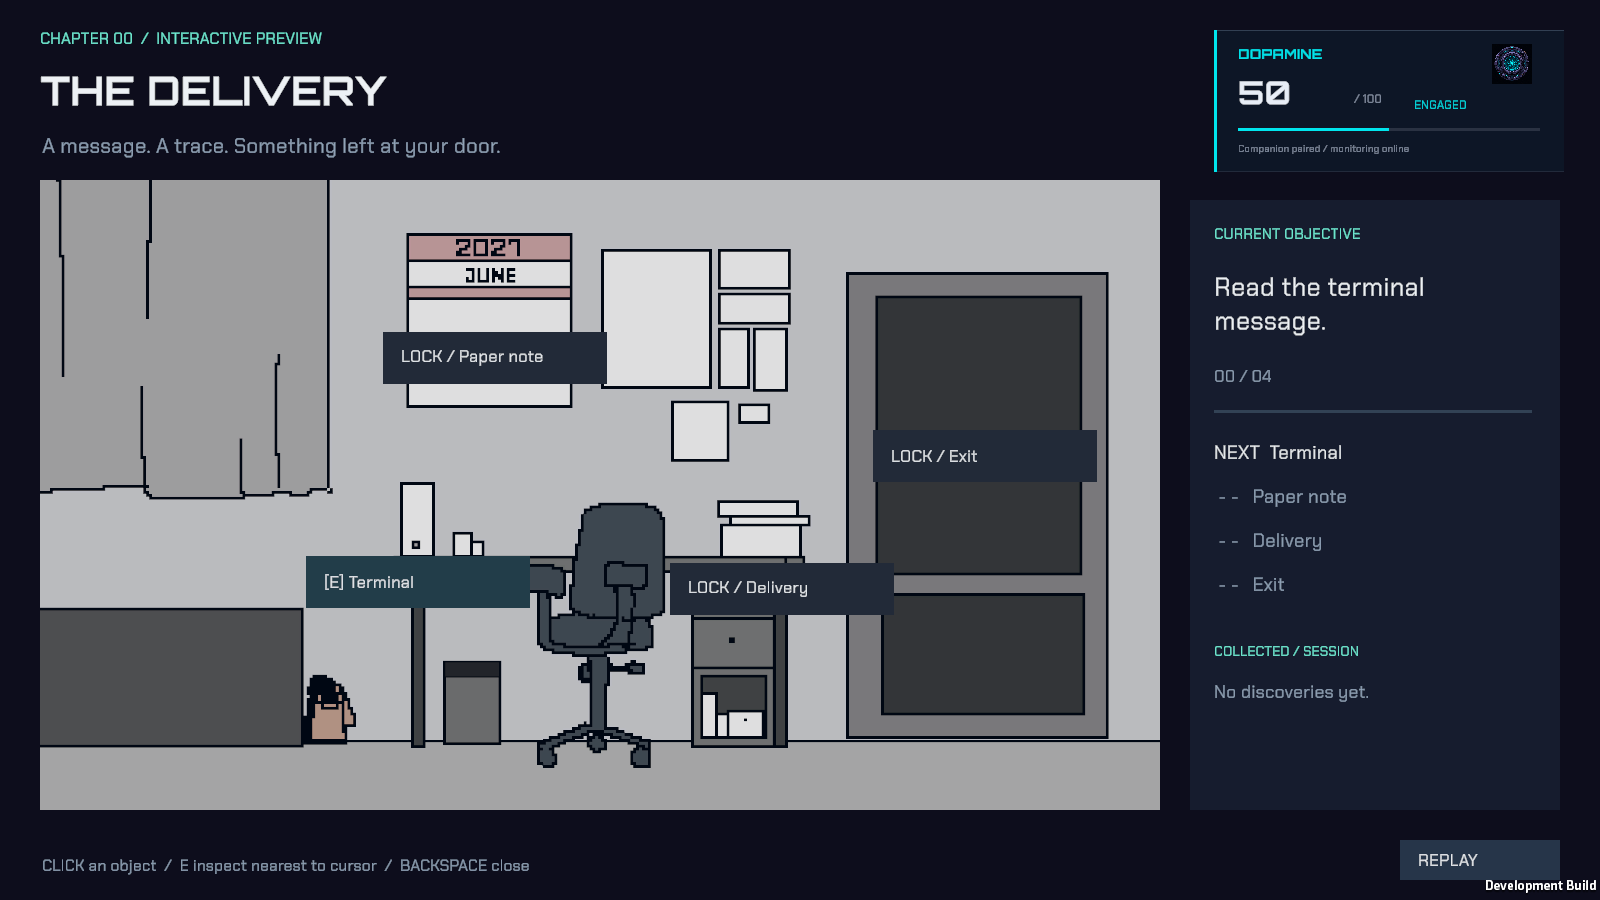 CHAPTER 00 / INTERACTIVE PREVIEW
THE DELIVERY
A message. A trace. Something left at your door.
DOPAMINE
50 / 100 ENGAGED
Companion paired / monitoring online
2027
JUNE
LOCK / Paper note
LOCK / Exit
[E] Terminal
LOCK / Delivery
CURRENT OBJECTIVE
Read the terminal
message.
00 / 04
NEXT Terminal
-- Paper note
-- Delivery
-- Exit
COLLECTED / SESSION
No discoveries yet.
CLICK an object / E inspect nearest to cursor / BACKSPACE close
REPLAY
Development Build